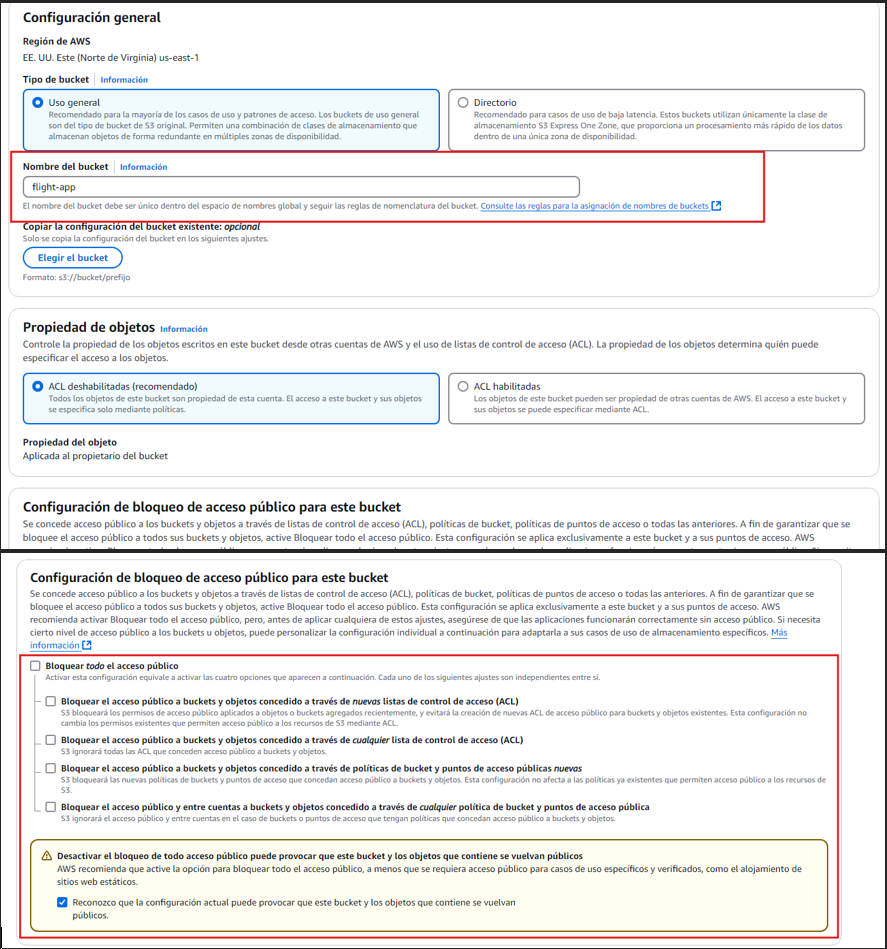 Configuración general
Región de AWS
EE. UU. Este (Norte de Virginia) us-east-1
Tipo de bucket Información
Uso general
Recomendado para la mayoría de los casos de uso y patrones de acceso. Los buckets de uso general
son del tipo de bucket de S3 original. Permiten una combinación de clases de almacenamiento que
almacenan objetos de forma redundante en múltiples zonas de disponibilidad.
Directorio
Recomendado para casos de uso de baja latencia. Estos buckets utilizan únicamente la clase de
almacenamiento S3 Express One Zone, que proporciona un procesamiento más rápido de los datos
dentro de una única zona de disponibilidad.
Nombre del bucket Información
flight-app
El nombre del bucket debe ser único dentro del espacio de nombres global y seguir las reglas de nomenclatura del bucket. Consulte las reglas para la asignación de nombres de buckets
Copiar la configuración del bucket existente: opcional
Solo se copia la configuración del bucket en los siguientes ajustes.
Elegir el bucket
Formato: s3://bucket/prefijo
Propiedad de objetos Información
Controle la propiedad de los objetos escritos en este bucket desde otras cuentas de AWS y el uso de listas de control de acceso (ACL). La propiedad de los objetos determina quién puede
especificar el acceso a los objetos.
ACL deshabilitadas (recomendado)
Todos los objetos de este bucket son propiedad de esta cuenta. El acceso a este bucket y sus objetos
se especifica solo mediante políticas.
ACL habilitadas
Los objetos de este bucket pueden ser propiedad de otras cuentas de AWS. El acceso a este bucket y
sus objetos se puede especificar mediante ACL.
Propiedad del objeto
Aplicada al propietario del bucket
Configuración de bloqueo de acceso público para este bucket
Se concede acceso público a los buckets y objetos a través de listas de control de acceso (ACL), políticas de bucket, políticas de puntos de acceso o todas las anteriores. A fin de garantizar que se
bloquee el acceso público a todos sus buckets y objetos, active Bloquear todo el acceso público. Esta configuración se aplica exclusivamente a este bucket y a sus puntos de acceso. AWS
Configuración de bloqueo de acceso público para este bucket
Se concede acceso público a los buckets y objetos a través de listas de control de acceso (ACL), políticas de bucket, políticas de puntos de acceso o todas las anteriores. A fin de garantizar que se
bloquee el acceso público a todos sus buckets y objetos, active Bloquear todo el acceso público. Esta configuración se aplica exclusivamente a este bucket y a sus puntos de acceso. AWS
recomienda activar Bloquear todo el acceso público, pero, antes de aplicar cualquiera de estos ajustes, asegúrese de que las aplicaciones funcionarán correctamente sin acceso público. Si necesita
cierto nivel de acceso público a los buckets u objetos, puede personalizar la configuración individual a continuación para adaptarla a sus casos de uso de almacenamiento específicos. Más
información
Bloquear todo el acceso público
Activar esta configuración equivale a activar las cuatro opciones que aparecen a continuación. Cada uno de los siguientes ajustes son independientes entre sí.
Bloquear el acceso público a buckets y objetos concedido a través de nuevas listas de control de acceso (ACL)
S3 bloqueará los permisos de acceso público aplicados a objetos o buckets agregados recientemente, y evitará la creación de nuevas ACL de acceso público para buckets y objetos existentes. Esta configuración no
cambia los permisos existentes que permiten acceso público a los recursos de S3 mediante ACL.
Bloquear el acceso público a buckets y objetos concedido a través de cualquier lista de control de acceso (ACL)
S3 ignorará todas las ACL que conceden acceso público a buckets y objetos.
Bloquear el acceso público a buckets y objetos concedido a través de políticas de bucket y puntos de acceso públicas nuevas
S3 bloqueará las nuevas políticas de buckets y puntos de acceso que concedan acceso público a buckets y objetos. Esta configuración no afecta a las políticas ya existentes que permiten acceso público a los recursos de
S3.
Bloquear el acceso público y entre cuentas a buckets y objetos concedido a través de cualquier política de bucket y puntos de acceso pública
S3 ignorará el acceso público y entre cuentas en el caso de buckets o puntos de acceso que tengan políticas que concedan acceso público a buckets y objetos.
Desactivar el bloqueo de todo acceso público puede provocar que este bucket y los objetos que contiene se vuelvan públicos
AWS recomienda que active la opción para bloquear todo el acceso público, a menos que se requiera acceso público para casos de uso específicos y verificados, como el alojamiento de
sitios web estáticos.
Reconozco que la configuración actual puede provocar que este bucket y los objetos que contiene se vuelvan
públicos.